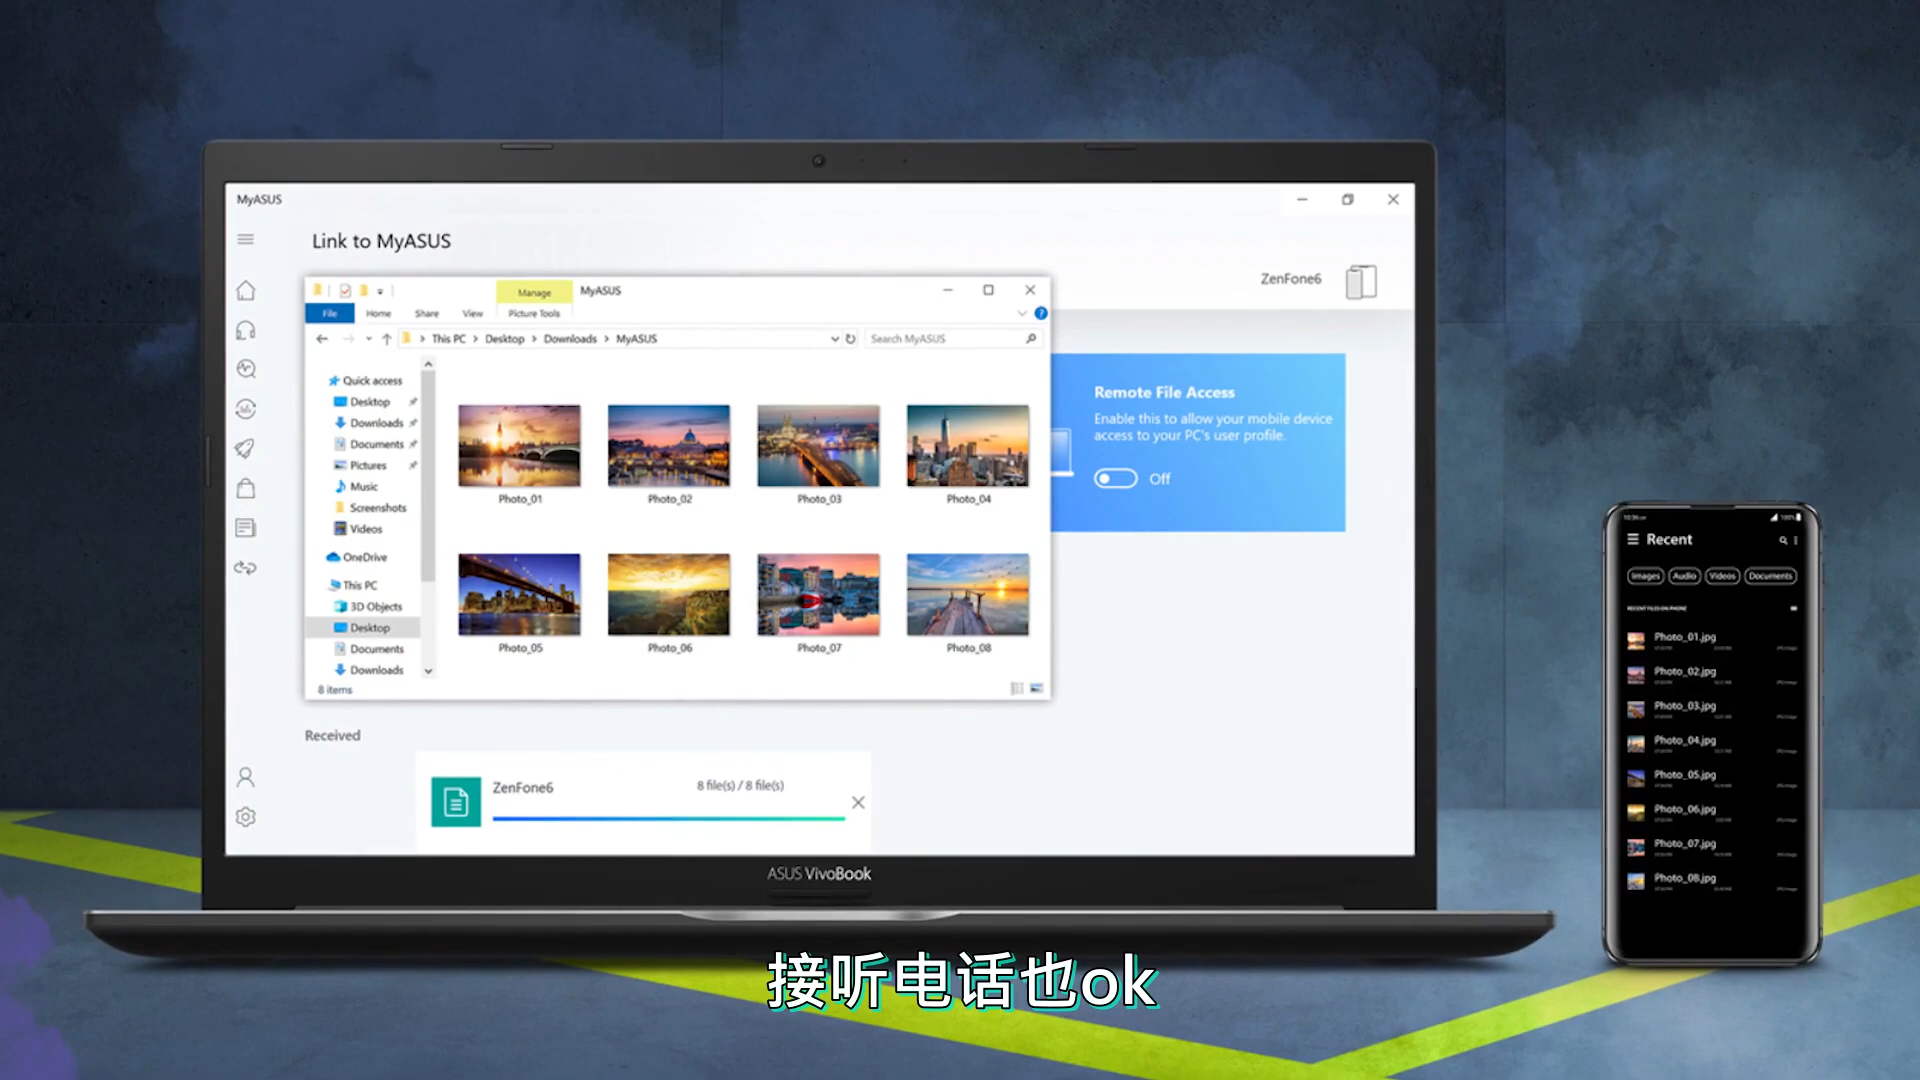 MyASUS
Link to MyASUS
ZenFone6
Manage
MyASUS
File
Home
Share
View
Picture Tools
This PC > Desktop > Downloads > MyASUS
Search MyASUS
Quick access
Desktop
Downloads
Documents
Pictures
Music
Screenshots
Videos
OneDrive
This PC
3D Objects
Desktop
Documents
Downloads
8 items
Photo_01
Photo_02
Photo_03
Photo_04
Photo_05
Photo_06
Photo_07
Photo_08
Remote File Access
Enable this to allow your mobile device
access to your PC's user profile.
Off
Received
ZenFone6
8 file(s) / 8 file(s)
ASUS VivoBook
100%
Recent
Images
Audio
Videos
Documents
RECENT FILES ON PHONE
Photo_01.jpg
Photo_02.jpg
Photo_03.jpg
Photo_04.jpg
Photo_05.jpg
Photo_06.jpg
Photo_07.jpg
Photo_08.jpg
接听电话也ok